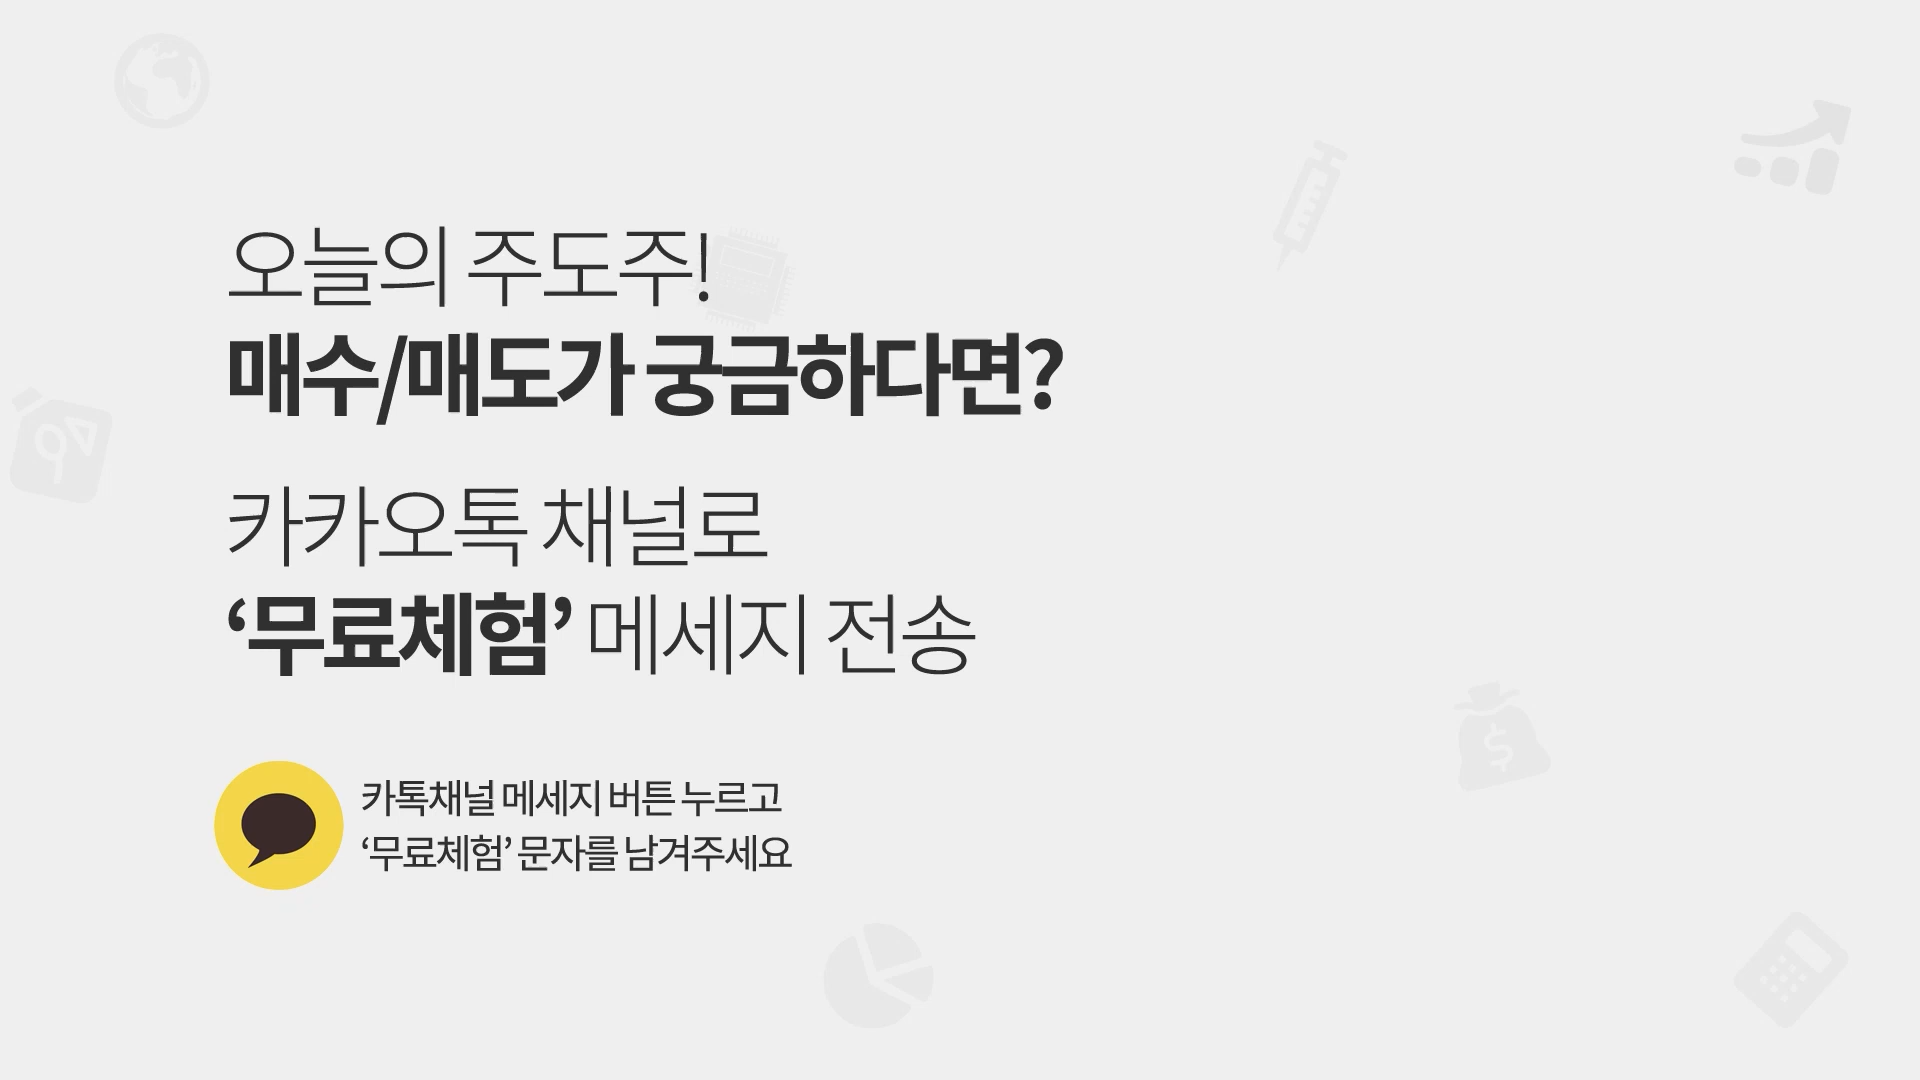 오늘의 주도주!
매수/매도가 궁금하다면?
카카오톡 채널로
‘무료체험’ 메세지 전송
카톡채널 메세지 버튼 누르고
‘무료체험’ 문자를 남겨주세요
$